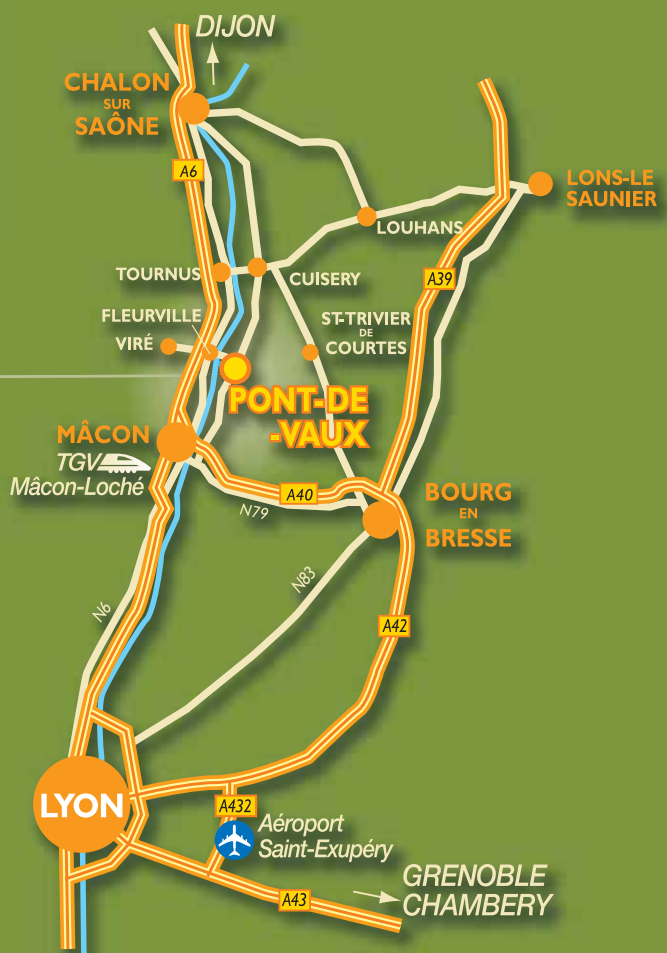 DIJON
CHALON
SUR
SAÔNE
A6
LONS-LE
SAUNIER
LOUHANS
TOURNUS
CUISERY
A39
FLEURVILLE
ST-TRIVIER
DE
COURTES
VIRÉ
PONT-DE
-VAUX
MÂCON
TGV
Mâcon-Loché
A40
N79
BOURG
EN
BRESSE
N83
N6
A42
LYON
A432
Aéroport
Saint-Exupéry
GRENOBLE
CHAMBERY
A43